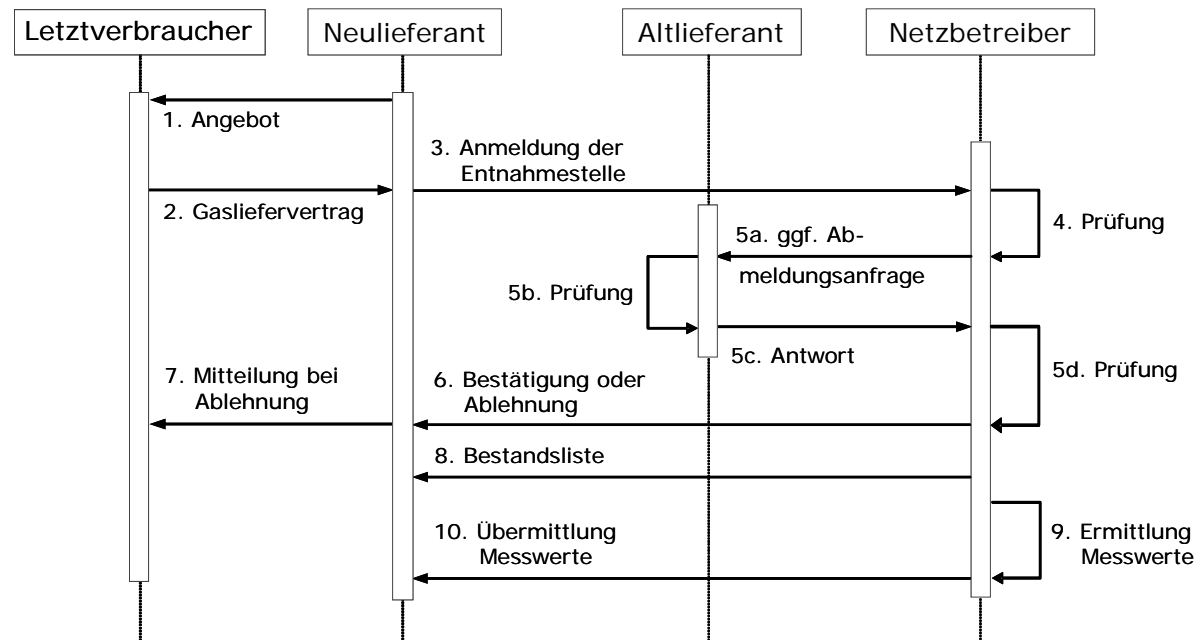 Letztverbraucher
Neulieferant
Altlieferant
Netzbetreiber
1. Angebot
3. Anmeldung der
Entnahmestelle
2. Gasliefervertrag
4. Prüfung
5a. ggf. Ab-
meldungsanfrage
5b. Prüfung
5c. Antwort
5d. Prüfung
7. Mitteilung bei
Ablehnung
6. Bestätigung oder
Ablehnung
8. Bestandsliste
10. Übermittlung
Messwerte
9. Ermittlung
Messwerte